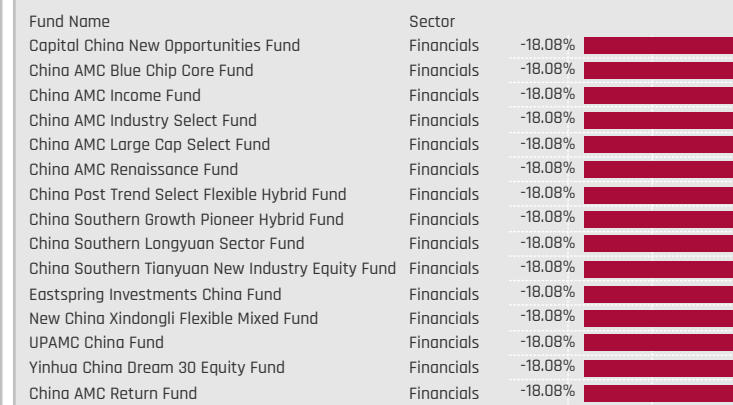 Fund Name Sector
Capital China New Opportunities Fund Financials -18.08%
China AMC Blue Chip Core Fund Financials -18.08%
China AMC Income Fund Financials -18.08%
China AMC Industry Select Fund Financials -18.08%
China AMC Large Cap Select Fund Financials -18.08%
China AMC Renaissance Fund Financials -18.08%
China Post Trend Select Flexible Hybrid Fund Financials -18.08%
China Southern Growth Pioneer Hybrid Fund Financials -18.08%
China Southern Longyuan Sector Fund Financials -18.08%
China Southern Tianyuan New Industry Equity Fund Financials -18.08%
Eastspring Investments China Fund Financials -18.08%
New China Xindongli Flexible Mixed Fund Financials -18.08%
UPAMC China Fund Financials -18.08%
Yinhua China Dream 30 Equity Fund Financials -18.08%
China AMC Return Fund Financials -18.08%